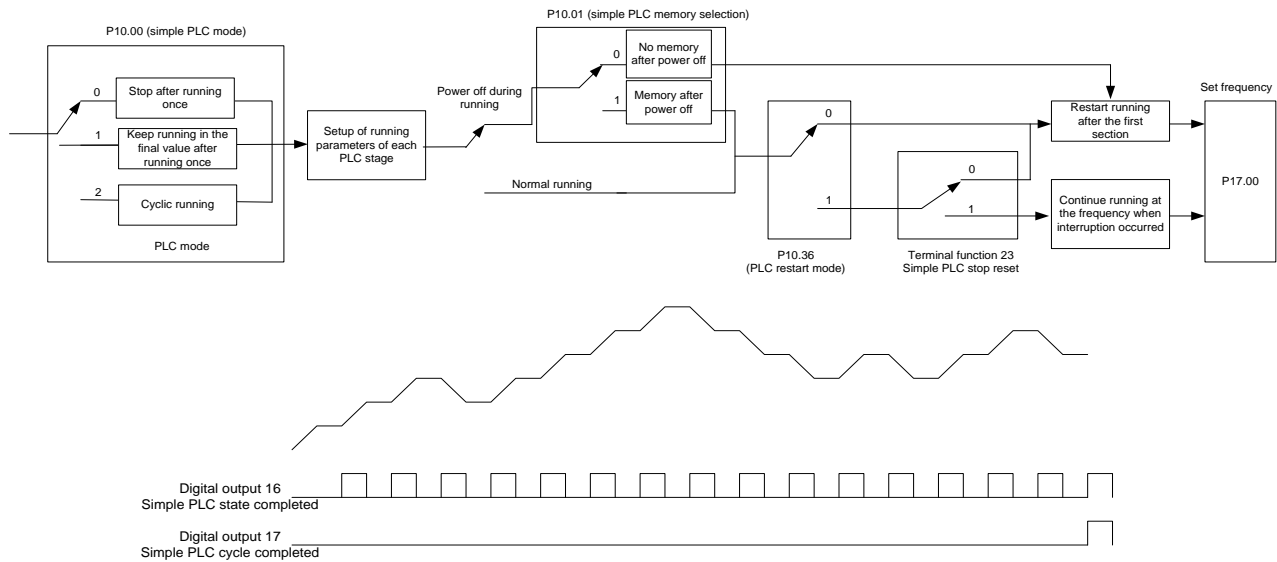 P10.00 (simple PLC mode)
0
Stop after running
once
1
Keep running in the
final value after
running once
2
Cyclic running
PLC mode
Setup of running
parameters of each
PLC stage
Power off during
running
Normal running
P10.01 (simple PLC memory selection)
0
No memory
after power off
1
Memory after
power off
0
1
P10.36
(PLC restart mode)
0
1
Terminal function 23
Simple PLC stop reset
Restart running
after the first
section
Continue running at
the frequency when
interruption occurred
Set frequency
P17.00
Digital output 16
Simple PLC state completed
Digital output 17
Simple PLC cycle completed